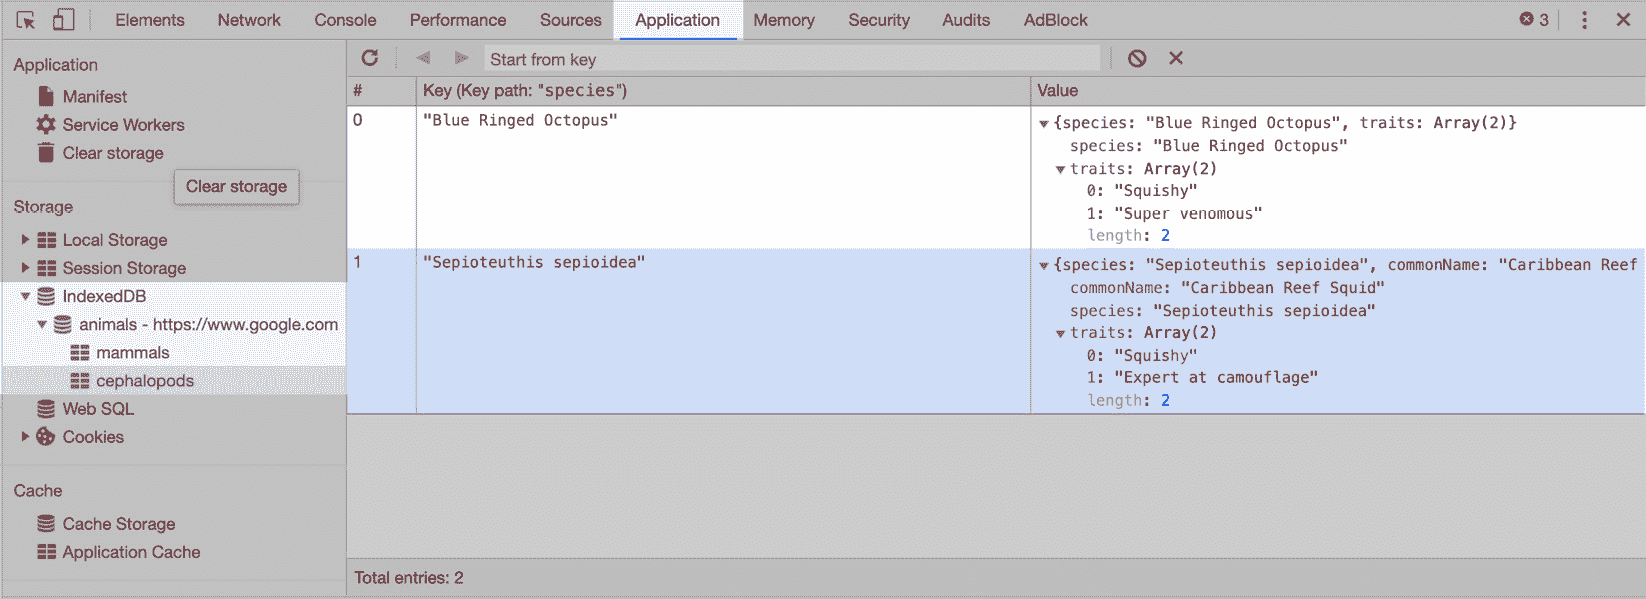 Elements Network Console Performance Sources Application Memory Security Audits AdBlock 3
Application
Manifest
Service Workers
Clear storage
Clear storage
Storage
Local Storage
Session Storage
IndexedDB
animals - https://www.google.com
mammals
cephalopods
Web SQL
Cookies
Cache
Cache Storage
Application Cache
Start from key
# Key (Key path: "species") Value
0 "Blue Ringed Octopus" {species: "Blue Ringed Octopus", traits: Array(2)}
species: "Blue Ringed Octopus"
traits: Array(2)
0: "Squishy"
1: "Super venomous"
length: 2
1 "Sepioteuthis sepioidea" {species: "Sepioteuthis sepioidea", commonName: "Caribbean Reef
commonName: "Caribbean Reef Squid"
species: "Sepioteuthis sepioidea"
traits: Array(2)
0: "Squishy"
1: "Expert at camouflage"
length: 2
Total entries: 2